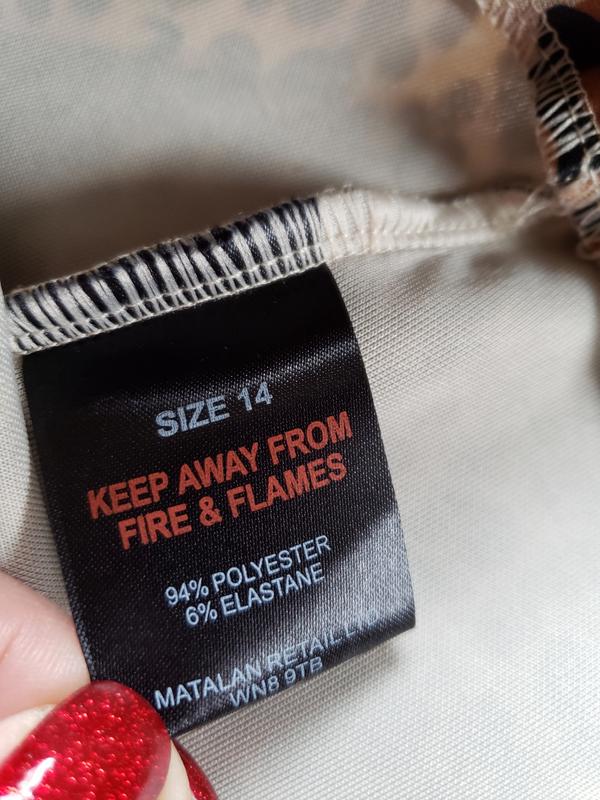 SIZE 14
KEEP AWAY FROM
FIRE & FLAMES
94% POLYESTER
6% ELASTANE
MATALAN RETAIL LTD
WN8 9TB